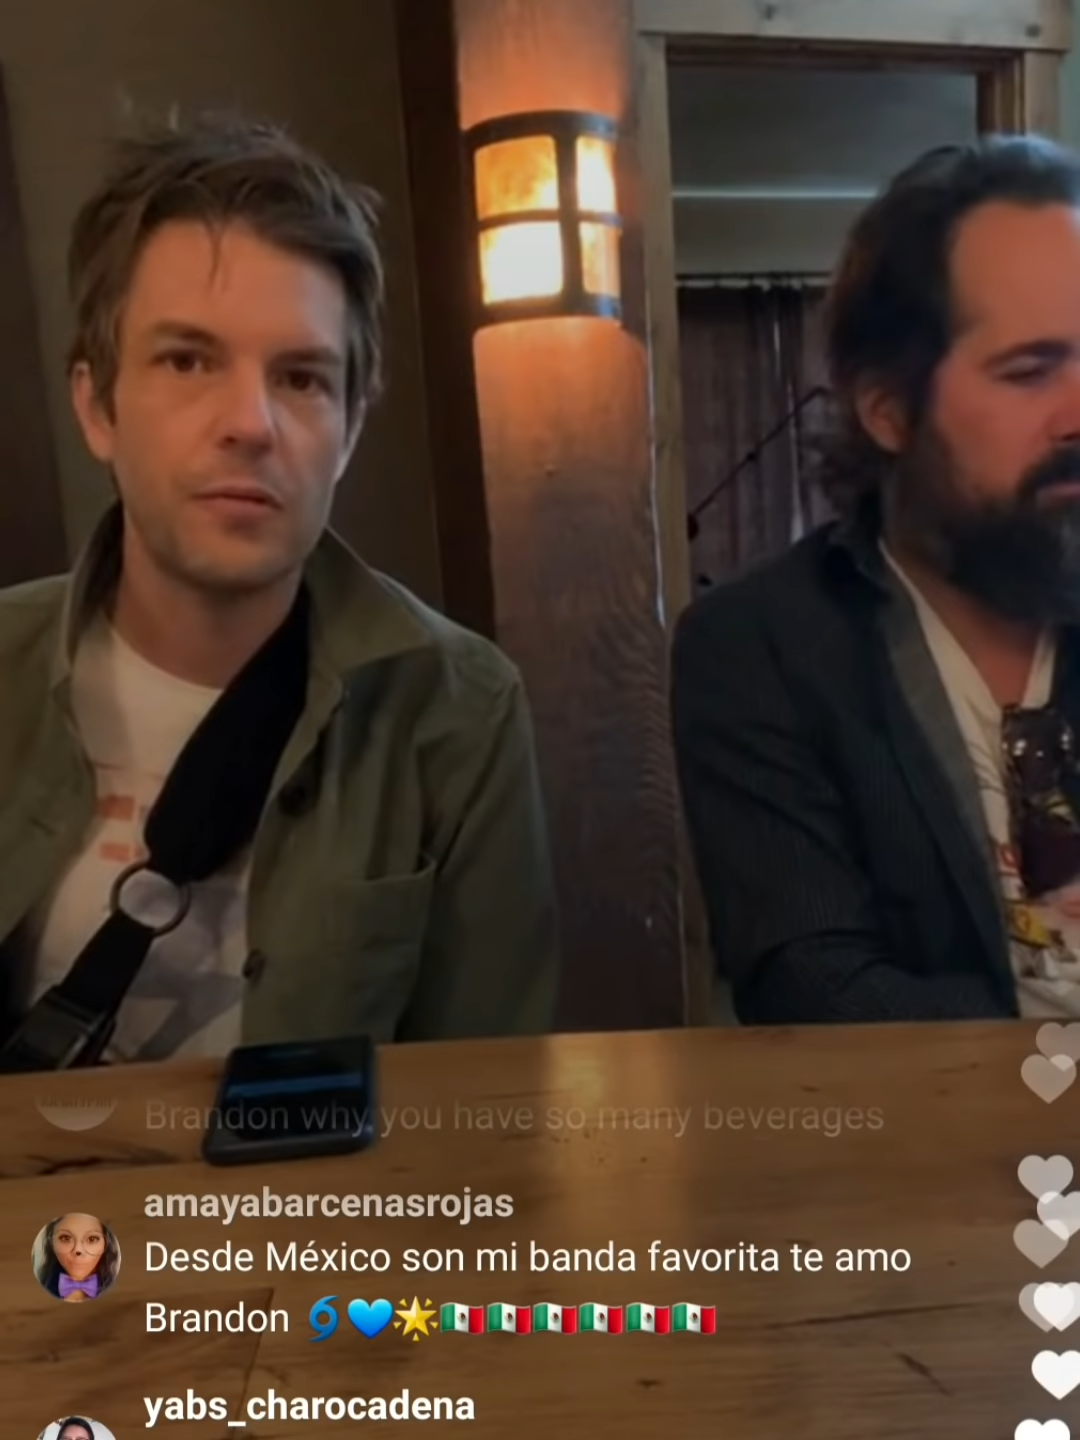 Brandon why you have so many beverages
amayabarcenasrojas
Desde México son mi banda favorita te amo
Brandon 🌀💙🌟🇲🇽🇲🇽🇲🇽🇲🇽🇲🇽🇲🇽
yabs_charocadena